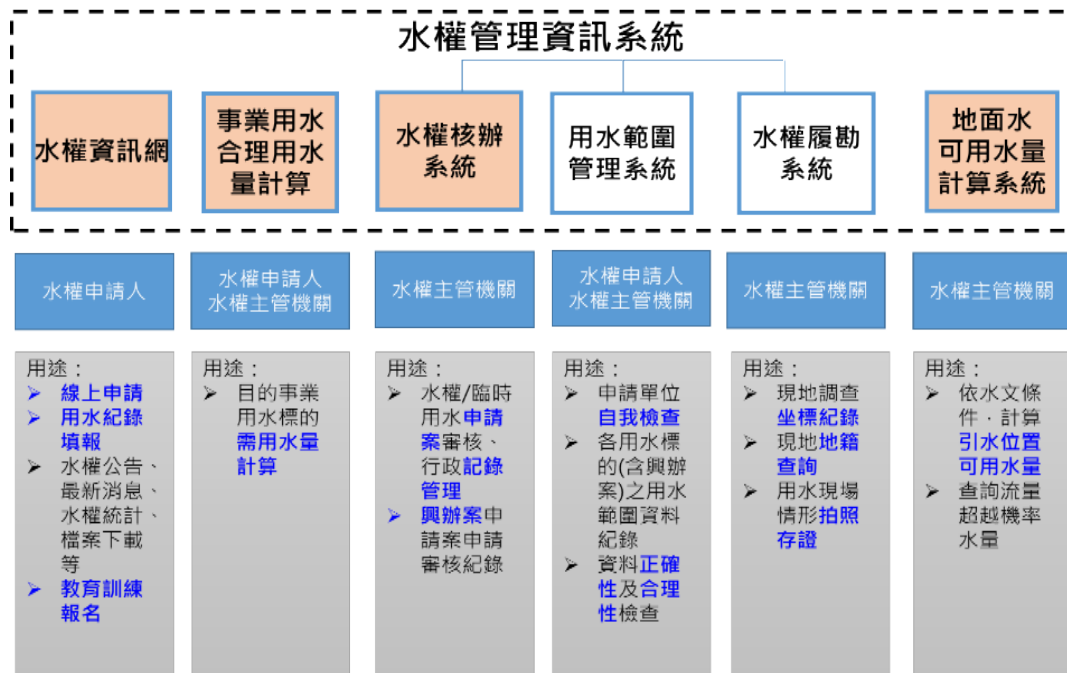 水權管理資訊系統
水權資訊網
事業用水
合理用水
量計算
水權核辦
系統
用水範圍
管理系統
水權履勘
系統
地面水
可用水量
計算系統
水權申請人
水權申請人
水權主管機關
水權主管機關
水權申請人
水權主管機關
水權主管機關
水權主管機關
用途：
➢ 線上申請
➢ 用水紀錄
填報
➢ 水權公告、
最新消息、
水權統計、
檔案下載
等
➢ 教育訓練
報名
用途：
➢ 目的事業
用水標的
需用水量
計算
用途：
➢ 水權/臨時
用水申請
案審核、
行政記錄
管理
➢ 興辦案申
請案申請
審核紀錄
用途：
➢ 申請單位
自我檢查
➢ 各用水標
的(含興辦
案)之用水
範圍資料
紀錄
➢ 資料正確
性及合理
性檢查
用途：
➢ 現地調查
坐標紀錄
➢ 現地地籍
查詢
➢ 用水現場
情形拍照
存證
用途：
➢ 依水文條
件，計算
引水位置
可用水量
➢ 查詢流量
超越機率
水量